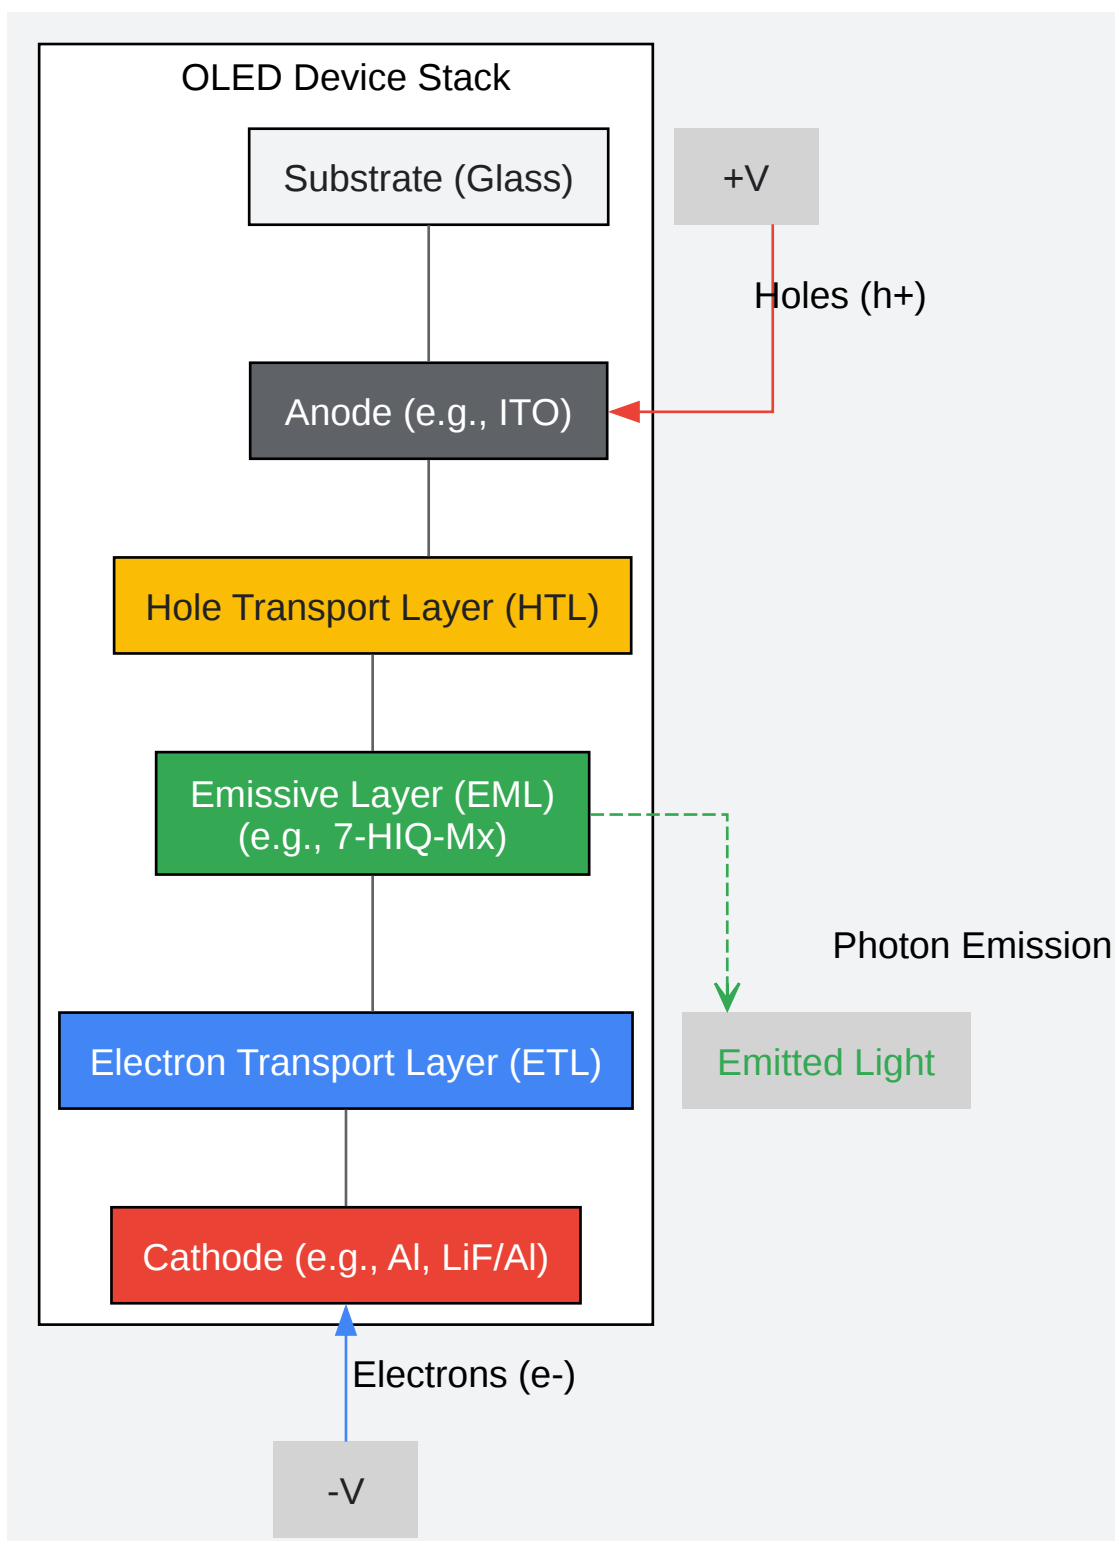 OLED Device Stack
Substrate (Glass)
+V
Holes (h+)
Anode (e.g., ITO)
Hole Transport Layer (HTL)
Emissive Layer (EML)
(e.g., 7-HIQ-Mx)
Photon Emission
Electron Transport Layer (ETL)
Emitted Light
Cathode (e.g., Al, LiF/Al)
Electrons (e-)
-V